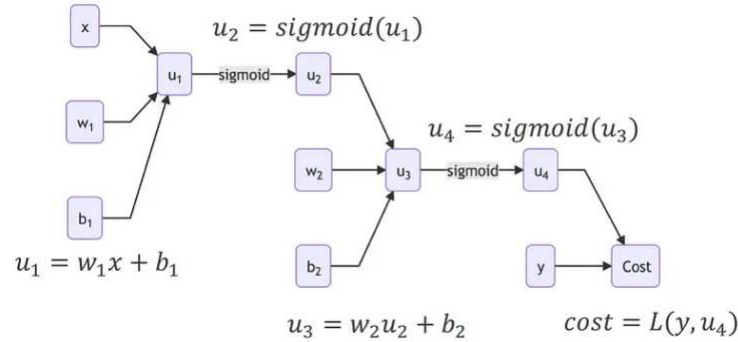 x
u₂ = sigmoid(u₁)
u₁
sigmoid
u₂
w₁
u₄ = sigmoid(u₃)
w₂
u₃
sigmoid
u₄
b₁
u₁ = w₁x + b₁
b₂
y
Cost
u₃ = w₂u₂ + b₂
cost = L(y, u₄)